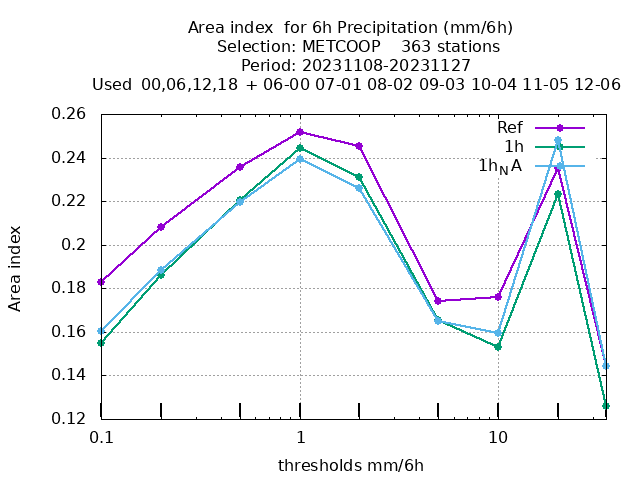 Area index  for 6h Precipitation (mm/6h)
Selection: METCOOP    363 stations
Period: 20231108-20231127
Used  00,06,12,18  + 06-00 07-01 08-02 09-03 10-04 11-05 12-06
0.26
0.24
0.22
0.2
0.18
0.16
0.14
0.12
Area index
Ref
1h
1h_NA
0.1
1
10
thresholds mm/6h